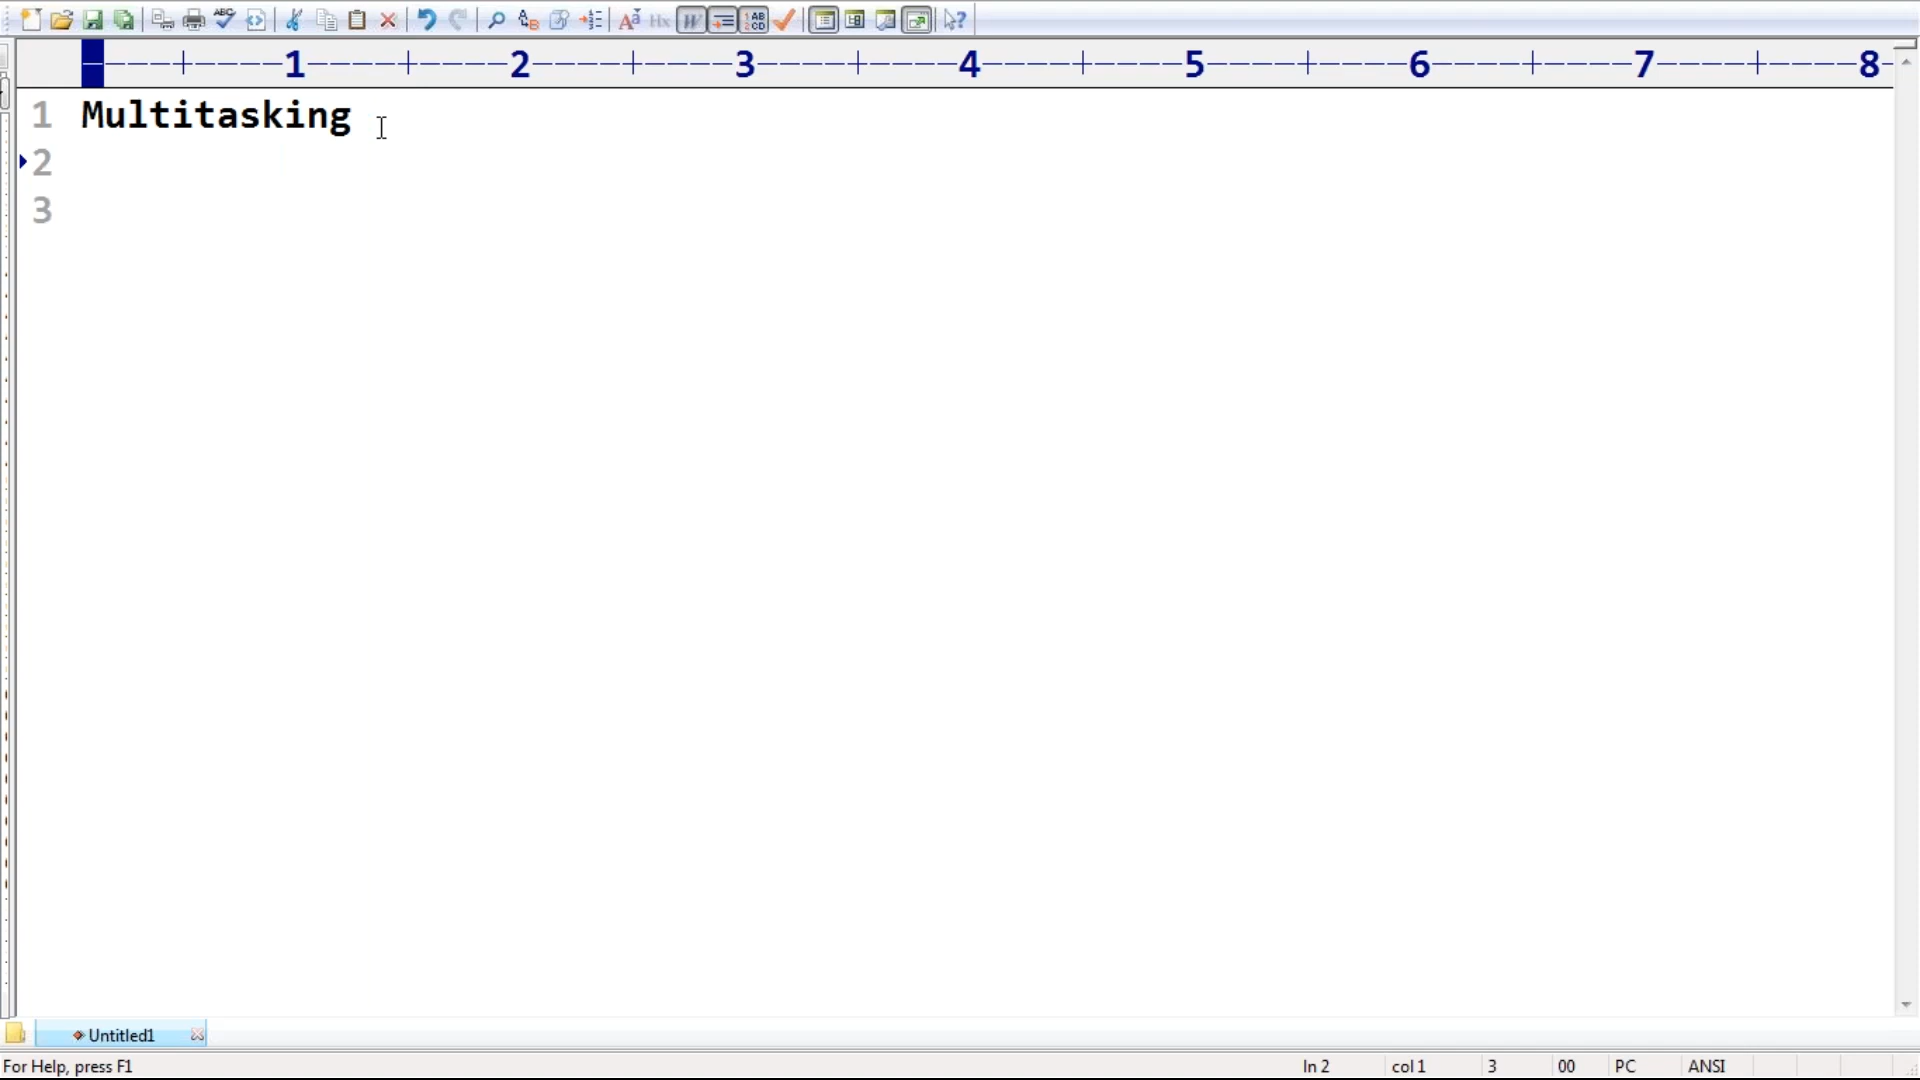 ----+----1----+----2----+----3----+----4----+----5----+----6----+----7----+----8-
1 Multitasking
2
3
Untitled1
For Help, press F1 ln 2 col 1 3 00 PC ANSI